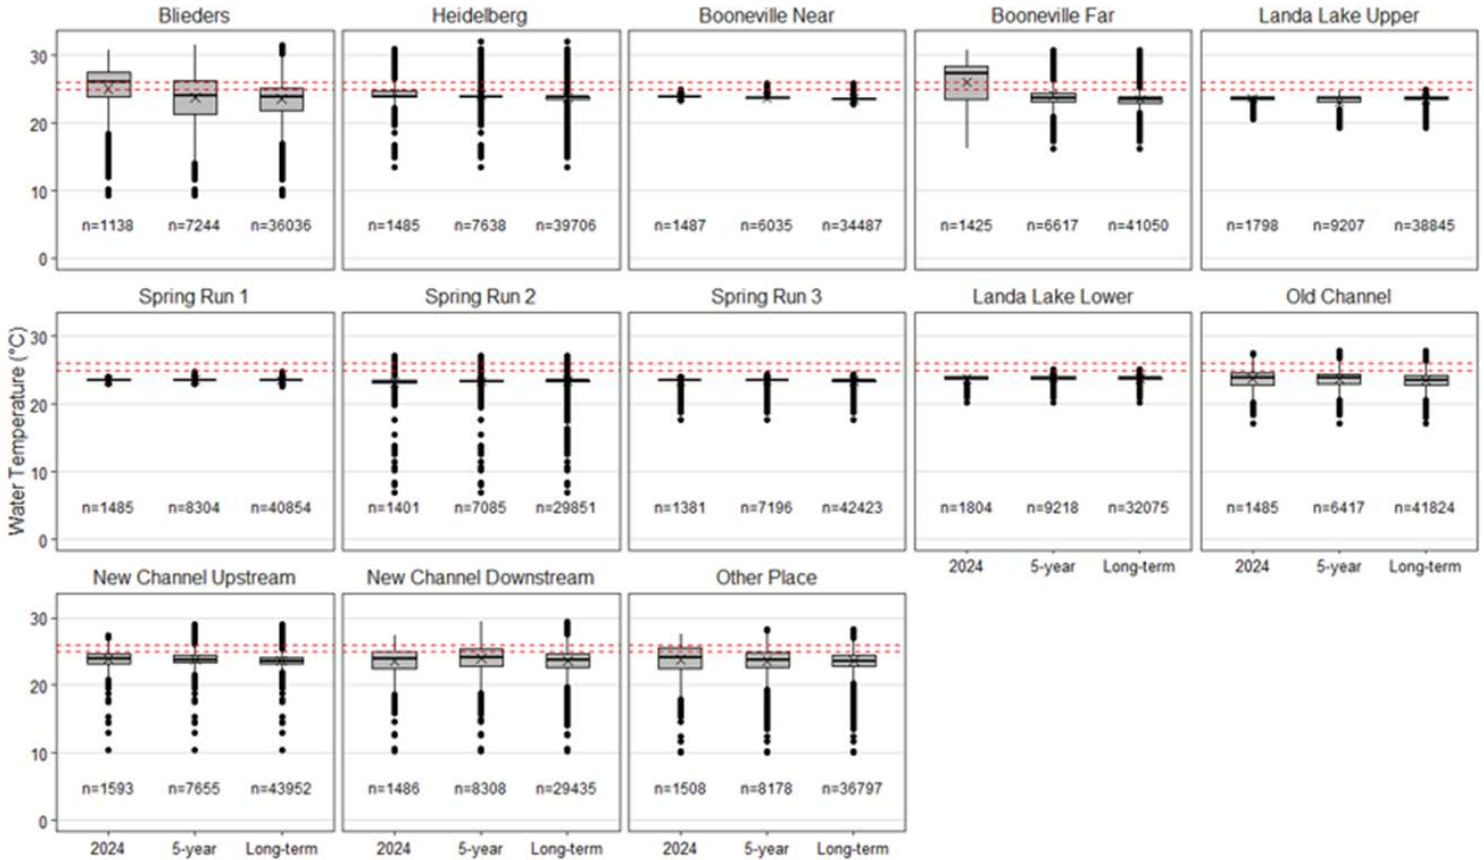 Blieders Heidelberg Booneville Near Booneville Far Landa Lake Upper
30
20
10
n=1138 n=7244 n=36036 n=1485 n=7638 n=39706 n=1487 n=6035 n=34487 n=1425 n=6617 n=41050 n=1798 n=9207 n=38845
0
Spring Run 1 Spring Run 2 Spring Run 3 Landa Lake Lower Old Channel
Water Temperature (°C)
30
20
10
n=1485 n=8304 n=40854 n=1401 n=7085 n=29851 n=1381 n=7196 n=42423 n=1804 n=9218 n=32075 n=1485 n=6417 n=41824
0
2024 5-year Long-term 2024 5-year Long-term
New Channel Upstream New Channel Downstream Other Place
30
20
10
n=1593 n=7655 n=43952 n=1486 n=8308 n=29435 n=1508 n=8178 n=36797
0
2024 5-year Long-term 2024 5-year Long-term 2024 5-year Long-term